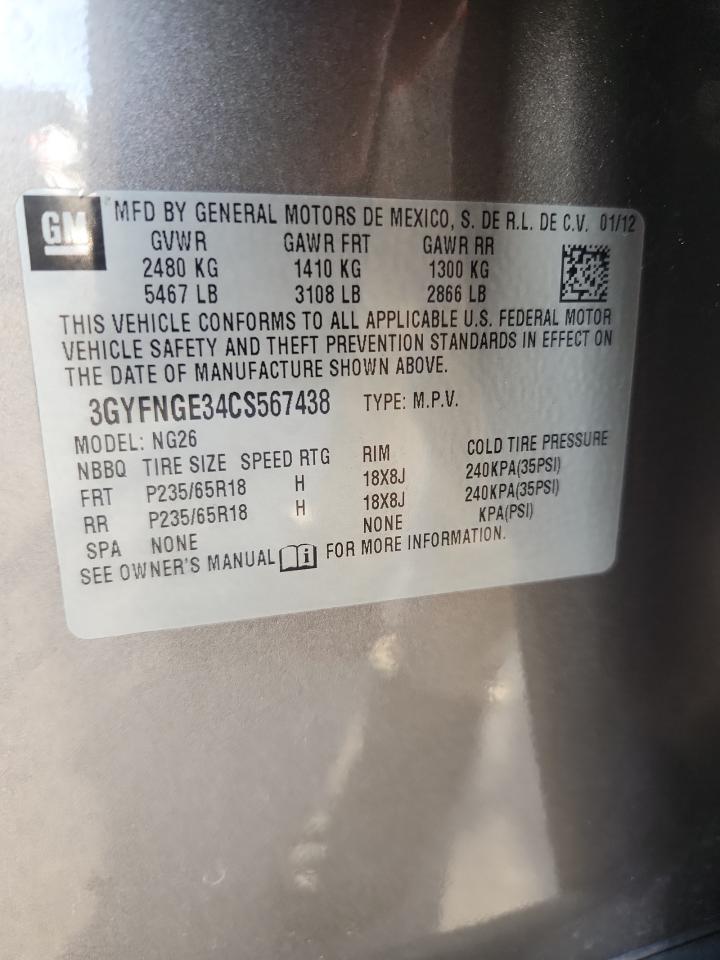 GM
MFD BY GENERAL MOTORS DE MEXICO, S. DE R.L. DE C.V. 01/12
GVWR GAWR FRT GAWR RR
2480 KG 1410 KG 1300 KG
5467 LB 3108 LB 2866 LB
THIS VEHICLE CONFORMS TO ALL APPLICABLE U.S. FEDERAL MOTOR
VEHICLE SAFETY AND THEFT PREVENTION STANDARDS IN EFFECT ON
THE DATE OF MANUFACTURE SHOWN ABOVE.
3GYFNGE34CS567438 TYPE: M.P.V.
MODEL: NG26
NBBQ TIRE SIZE SPEED RTG RIM COLD TIRE PRESSURE
FRT P235/65R18 H 18X8J 240KPA(35PSI)
RR P235/65R18 H 18X8J 240KPA(35PSI)
SPA NONE NONE KPA(PSI)
SEE OWNER'S MANUAL i FOR MORE INFORMATION.